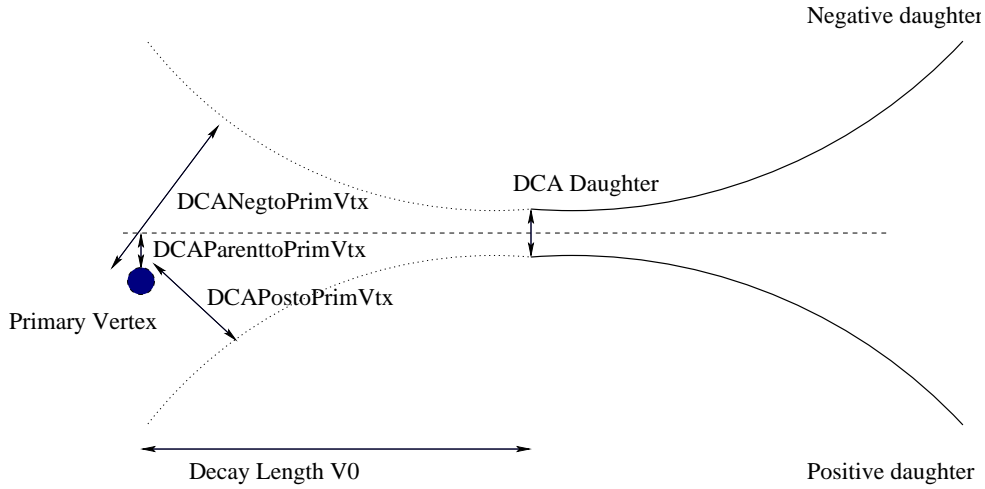 Negative daughter
DCA Daughter
DCANegtoPrimVtx
DCAParenttoPrimVtx
DCAPostoPrimVtx
Primary Vertex
Decay Length V0
Positive daughter